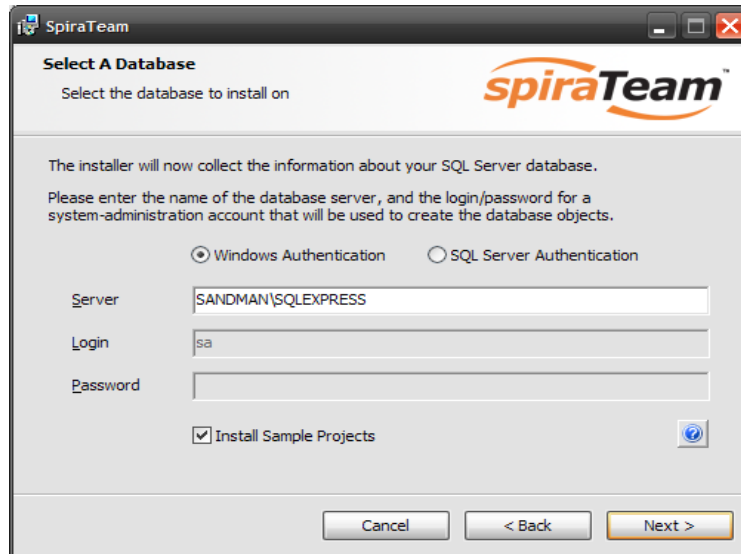 SpiraTeam
Select A Database
Select the database to install on
spiraTeam™
The installer will now collect the information about your SQL Server database.
Please enter the name of the database server, and the login/password for a
system-administration account that will be used to create the database objects.
Windows Authentication SQL Server Authentication
Server SANDMAN\SQLEXPRESS
Login sa
Password
Install Sample Projects
Cancel < Back Next >